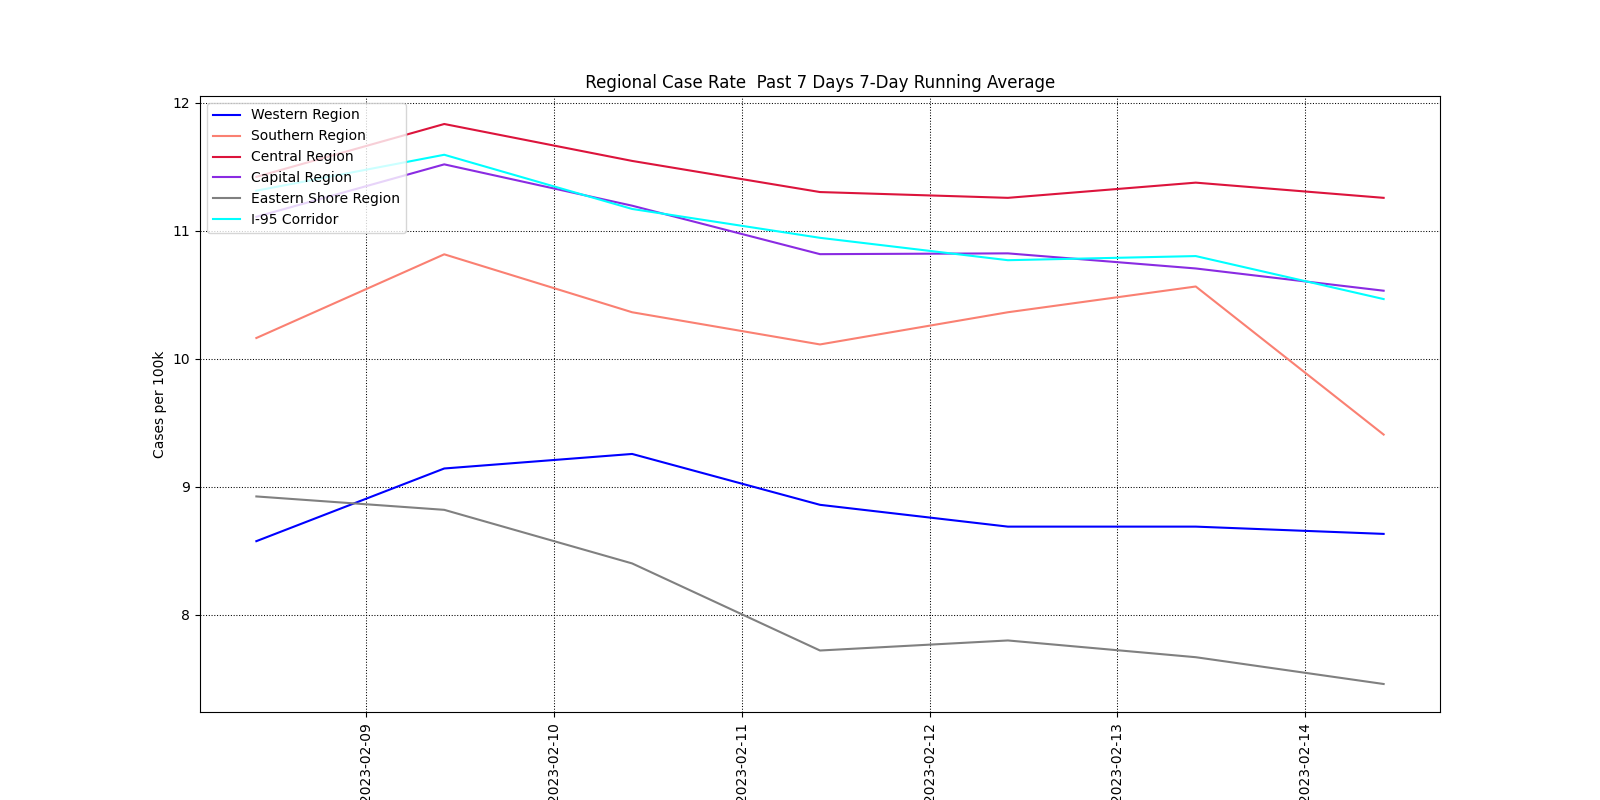 Regional Case Rate  Past 7 Days 7-Day Running Average
Western Region
Southern Region
Central Region
Capital Region
Eastern Shore Region
I-95 Corridor
Cases per 100k
12
11
10
9
8
2023-02-09
2023-02-10
2023-02-11
2023-02-12
2023-02-13
2023-02-14